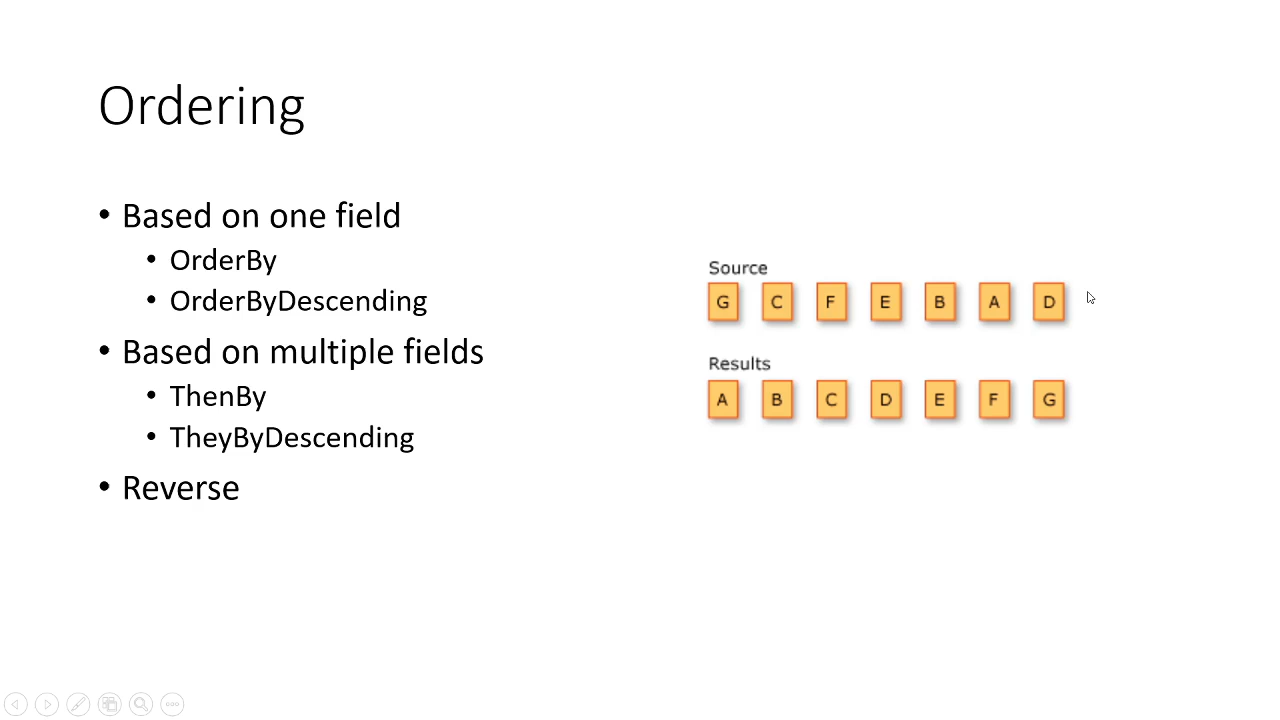 Ordering
• Based on one field
• OrderBy
• OrderByDescending
• Based on multiple fields
• ThenBy
• TheyByDescending
• Reverse
Source
G C F E B A D
Results
A B C D E F G